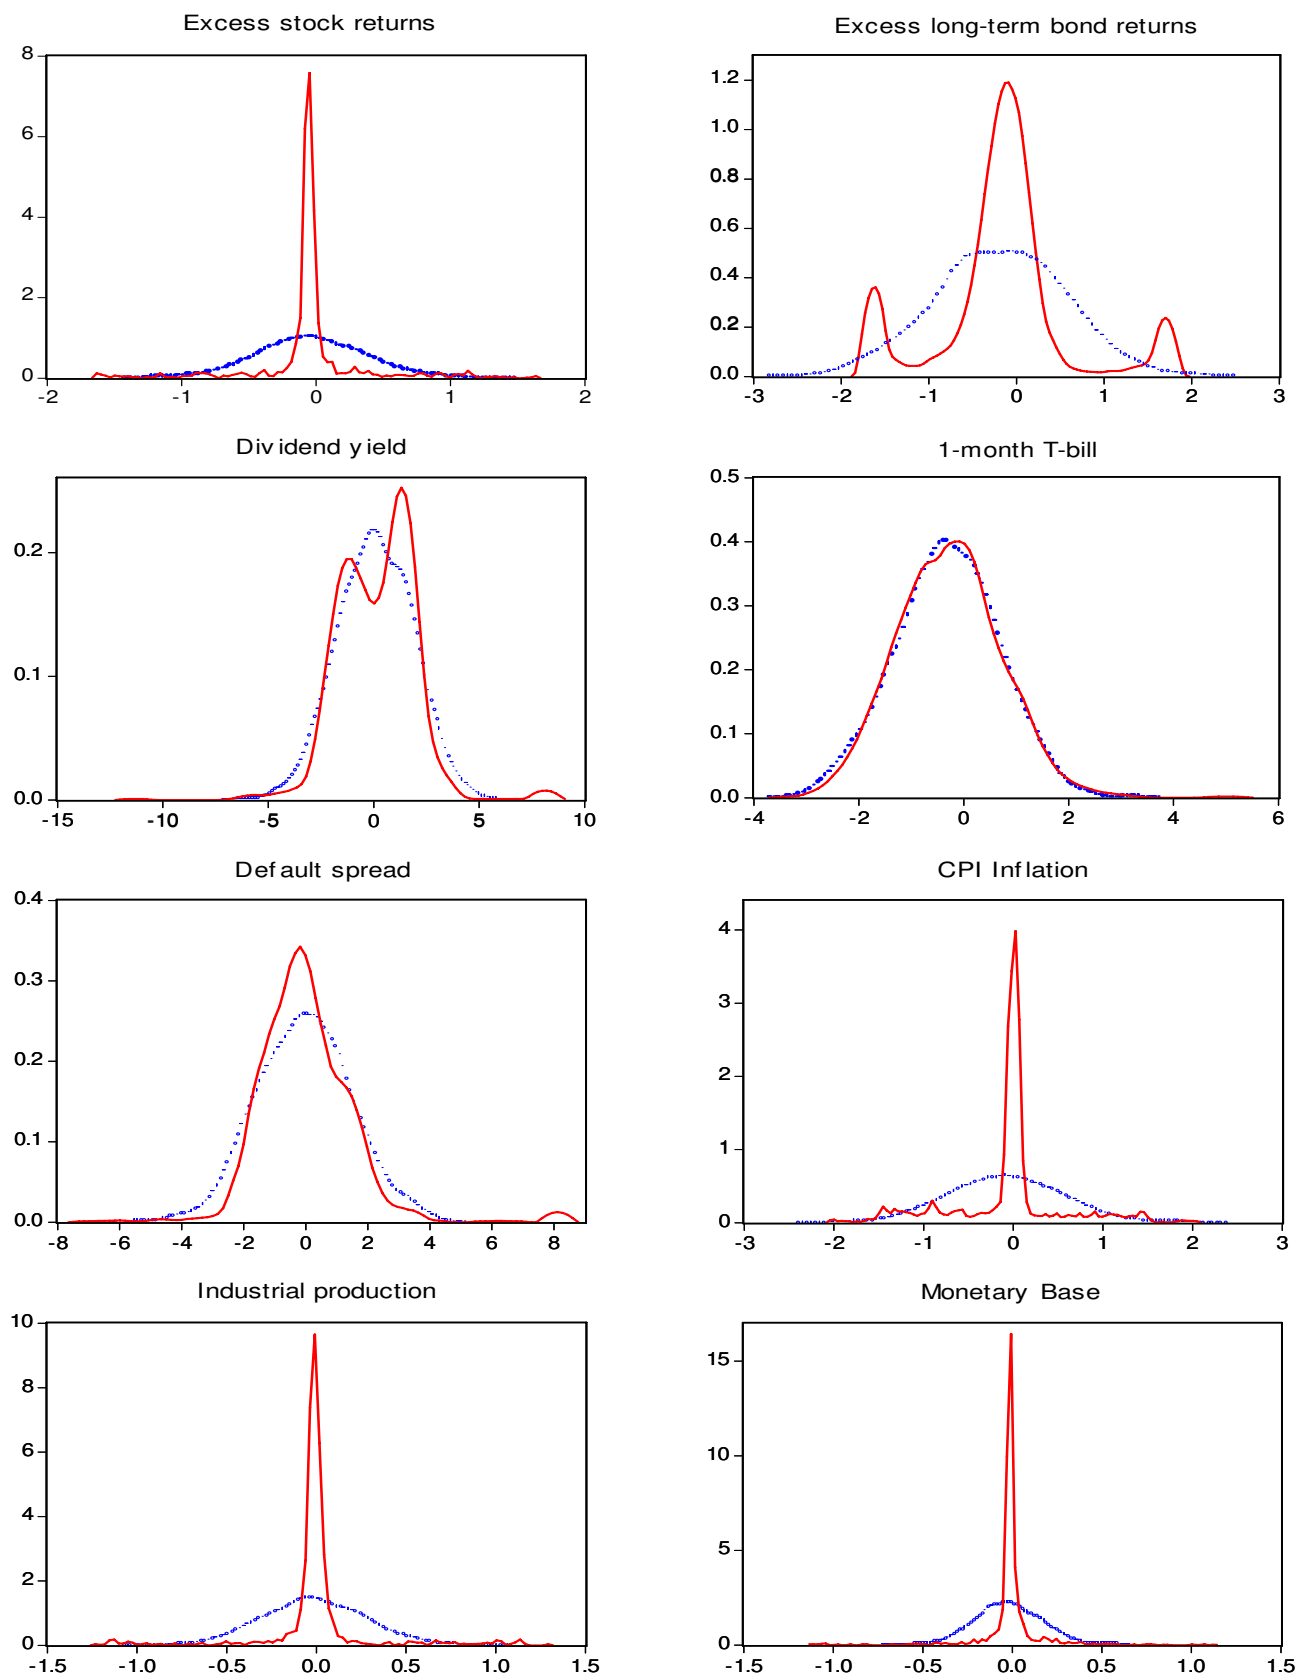 Excess stock returns
8
6
4
2
0
-2 -1 0 1 2
Excess long-term bond returns
1.2
1.0
0.8
0.6
0.4
0.2
0.0
-3 -2 -1 0 1 2 3
Dividend yield
0.2
0.1
0.0
-15 -10 -5 0 5 10
1-month T-bill
0.5
0.4
0.3
0.2
0.1
0.0
-4 -2 0 2 4 6
Default spread
0.4
0.3
0.2
0.1
0.0
-8 -6 -4 -2 0 2 4 6 8
CPI Inflation
4
3
2
1
0
-3 -2 -1 0 1 2 3
Industrial production
10
8
6
4
2
0
-1.5 -1.0 -0.5 0.0 0.5 1.0 1.5
Monetary Base
15
10
5
0
-1.5 -1.0 -0.5 0.0 0.5 1.0 1.5